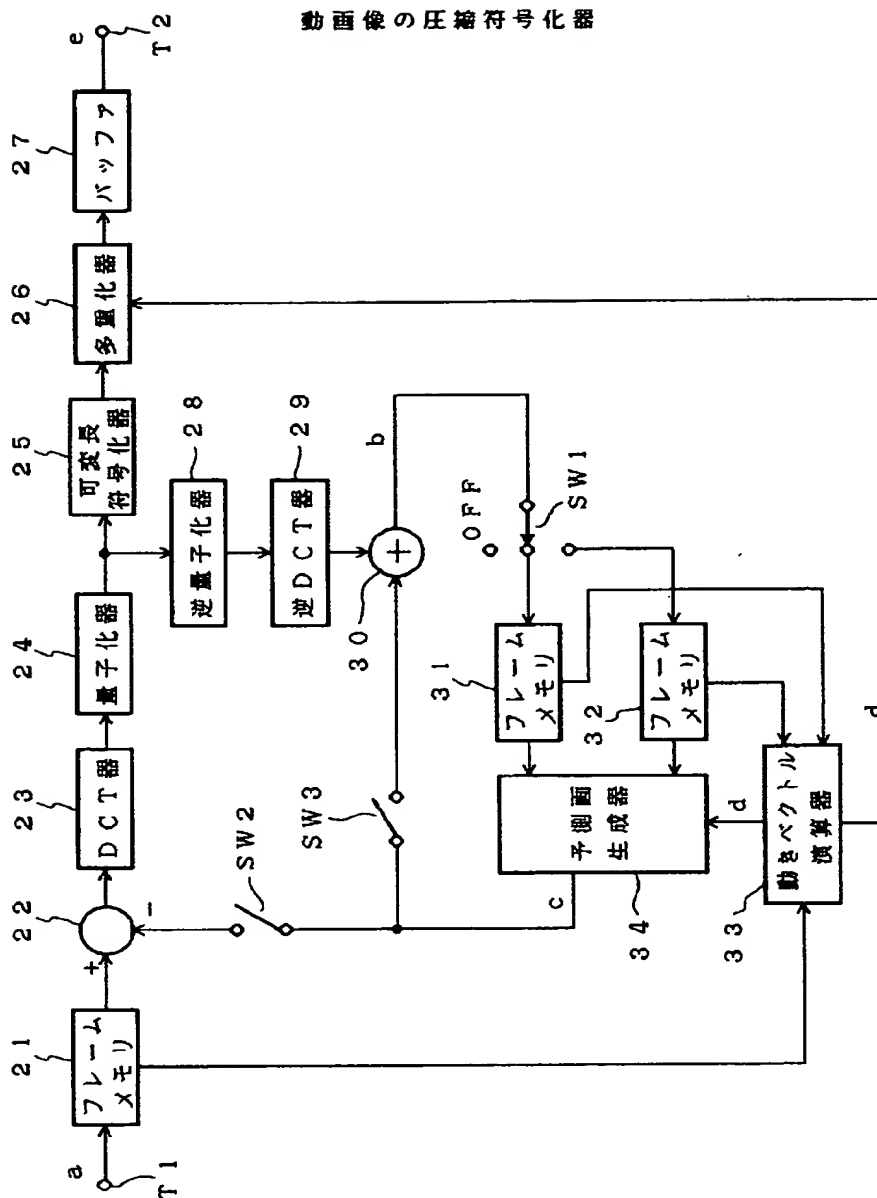 動画像の圧縮符号化器
a
T1
21
フレーム
メモリ
+
-
22
23
DCT器
24
量子化器
25
可変長
符号化器
26
多重化器
27
バッファ
e
T2
28
逆量子化器
29
逆DCT器
30
+
b
OFF
SW1
SW2
SW3
31
フレーム
メモリ
32
フレーム
メモリ
c
予測画
生成器
34
d
33
動きベクトル
演算器
d